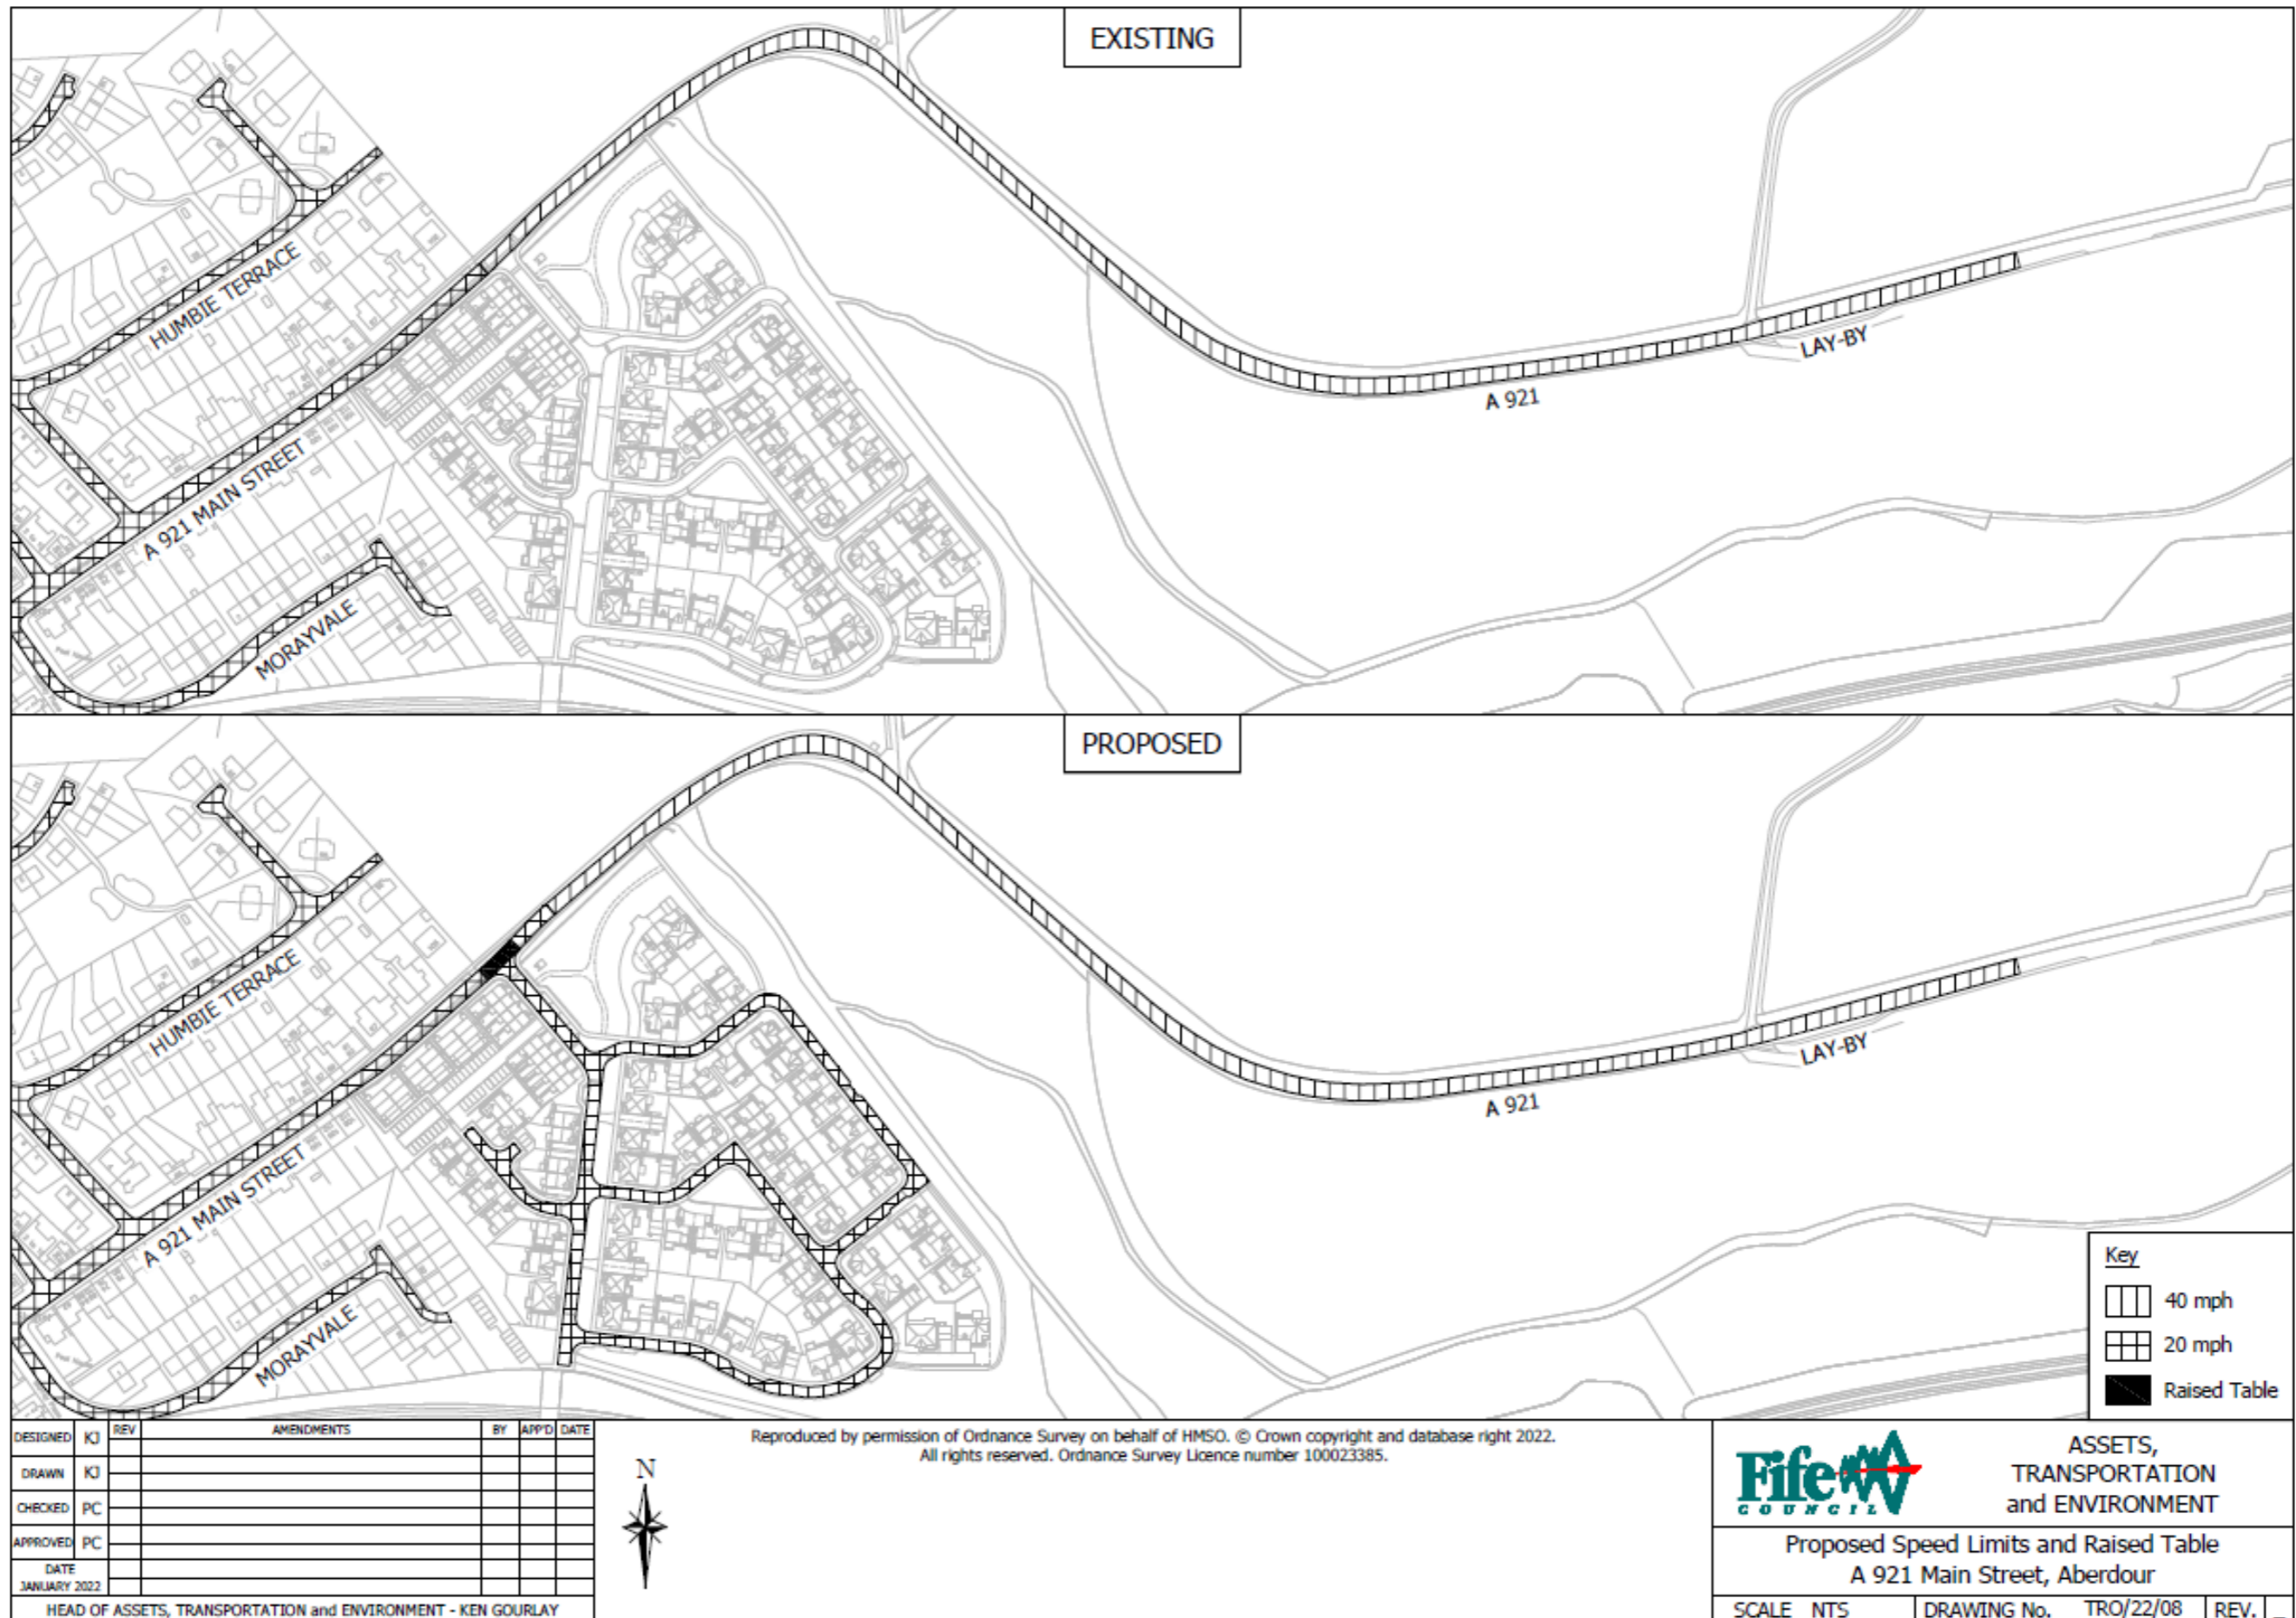 EXISTING
HUMBIE TERRACE
A 921 MAIN STREET
MORAYVALE
A 921
LAY-BY
PROPOSED
HUMBIE TERRACE
A 921 MAIN STREET
MORAYVALE
A 921
LAY-BY
Key
40 mph
20 mph
Raised Table
DESIGNED KJ
DRAWN KJ
CHECKED PC
APPROVED PC
DATE
JANUARY 2022
REV AMENDMENTS BY APP'D DATE
HEAD OF ASSETS, TRANSPORTATION and ENVIRONMENT - KEN GOURLAY
N
Reproduced by permission of Ordnance Survey on behalf of HMSO. © Crown copyright and database right 2022.
All rights reserved. Ordnance Survey Licence number 100023385.
Fife
COUNCIL
ASSETS,
TRANSPORTATION
and ENVIRONMENT
Proposed Speed Limits and Raised Table
A 921 Main Street, Aberdour
SCALE NTS DRAWING No. TRO/22/08 REV. -